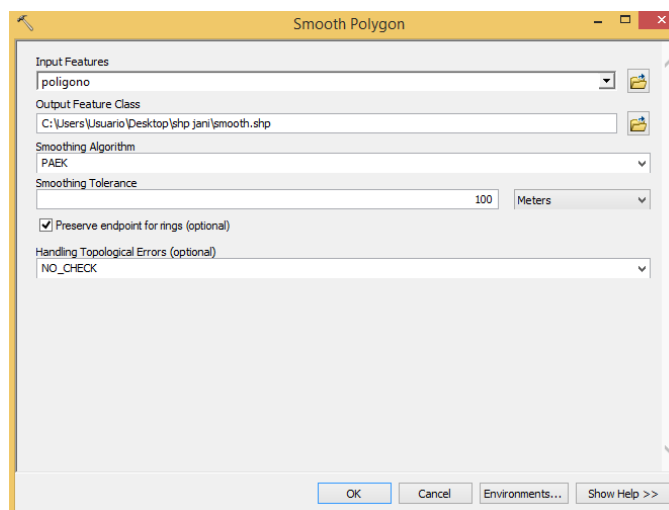 Smooth Polygon
Input Features
poligono
Output Feature Class
C:\Users\Usuario\Desktop\shp jani\smooth.shp
Smoothing Algorithm
PAEK
Smoothing Tolerance
100 Meters
Preserve endpoint for rings (optional)
Handling Topological Errors (optional)
NO_CHECK
OK Cancel Environments... Show Help >>